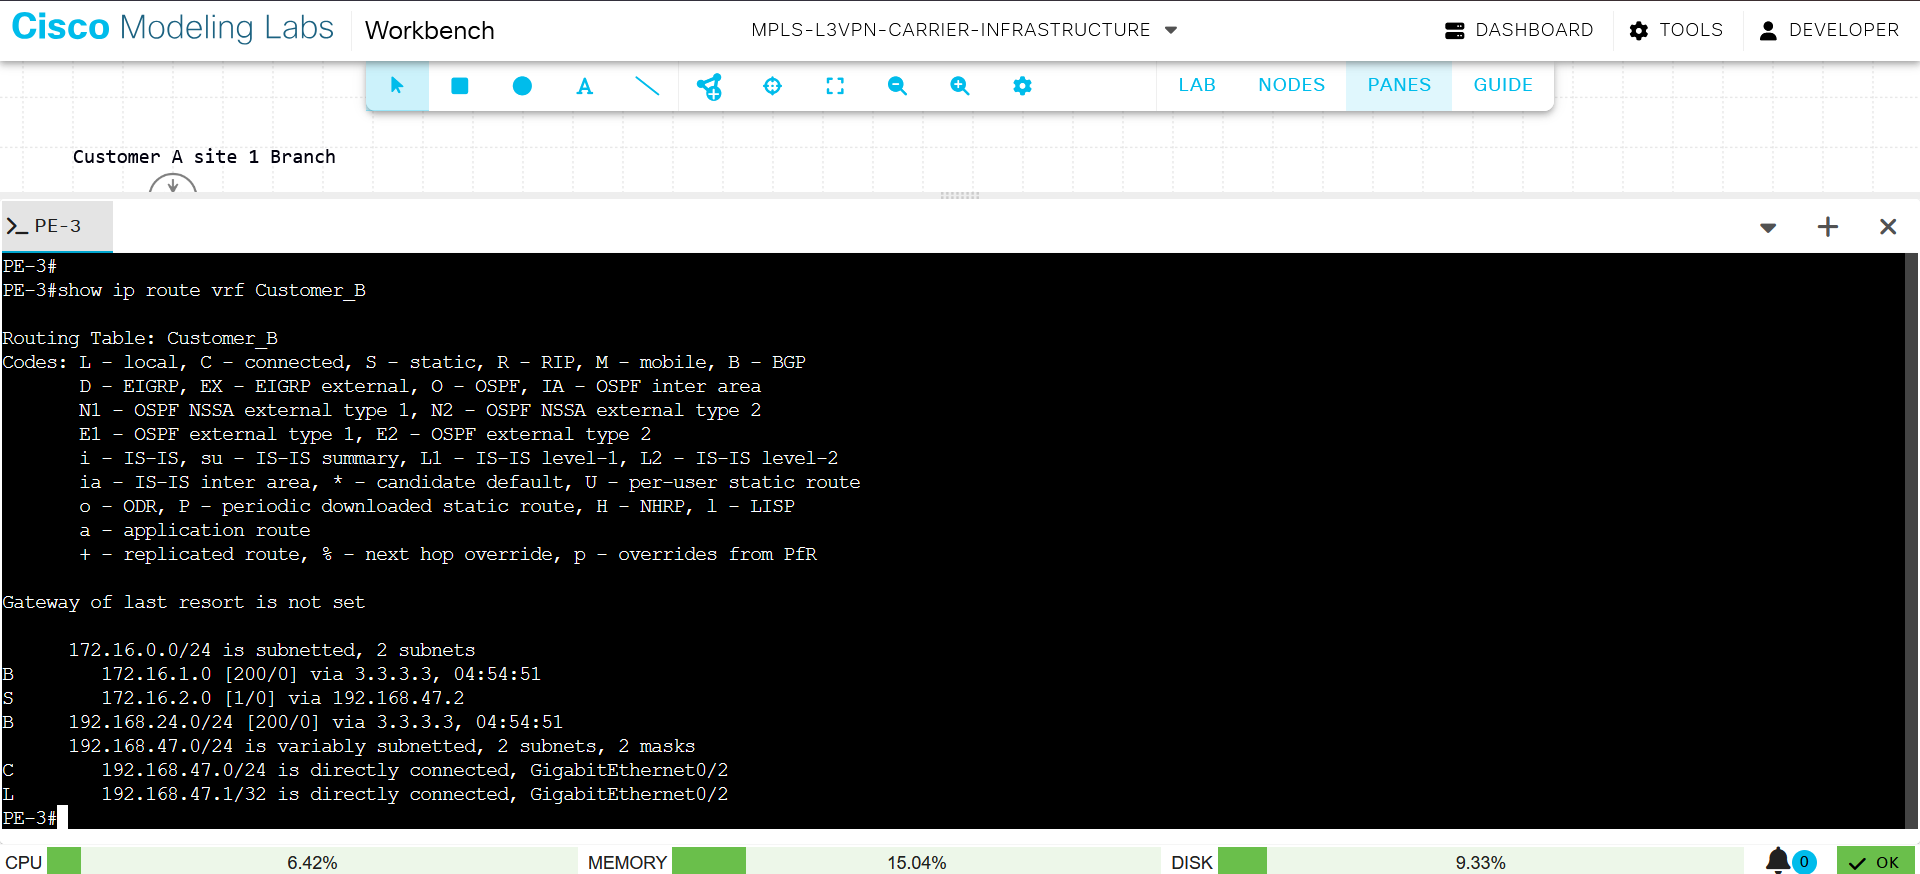 Cisco Modeling Labs Workbench MPLS-L3VPN-CARRIER-INFRASTRUCTURE DASHBOARD TOOLS DEVELOPER
A LAB NODES PANES GUIDE
Customer A site 1 Branch
>_ PE-3
PE-3#
PE-3#show ip route vrf Customer_B
Routing Table: Customer_B
Codes: L - local, C - connected, S - static, R - RIP, M - mobile, B - BGP
D - EIGRP, EX - EIGRP external, O - OSPF, IA - OSPF inter area
N1 - OSPF NSSA external type 1, N2 - OSPF NSSA external type 2
E1 - OSPF external type 1, E2 - OSPF external type 2
i - IS-IS, su - IS-IS summary, L1 - IS-IS level-1, L2 - IS-IS level-2
ia - IS-IS inter area, * - candidate default, U - per-user static route
o - ODR, P - periodic downloaded static route, H - NHRP, l - LISP
a - application route
+ - replicated route, % - next hop override, p - overrides from PfR
Gateway of last resort is not set
172.16.0.0/24 is subnetted, 2 subnets
B 172.16.1.0 [200/0] via 3.3.3.3, 04:54:51
S 172.16.2.0 [1/0] via 192.168.47.2
B 192.168.24.0/24 [200/0] via 3.3.3.3, 04:54:51
192.168.47.0/24 is variably subnetted, 2 subnets, 2 masks
C 192.168.47.0/24 is directly connected, GigabitEthernet0/2
L 192.168.47.1/32 is directly connected, GigabitEthernet0/2
PE-3#
CPU 6.42% MEMORY 15.04% DISK 9.33% 0 OK